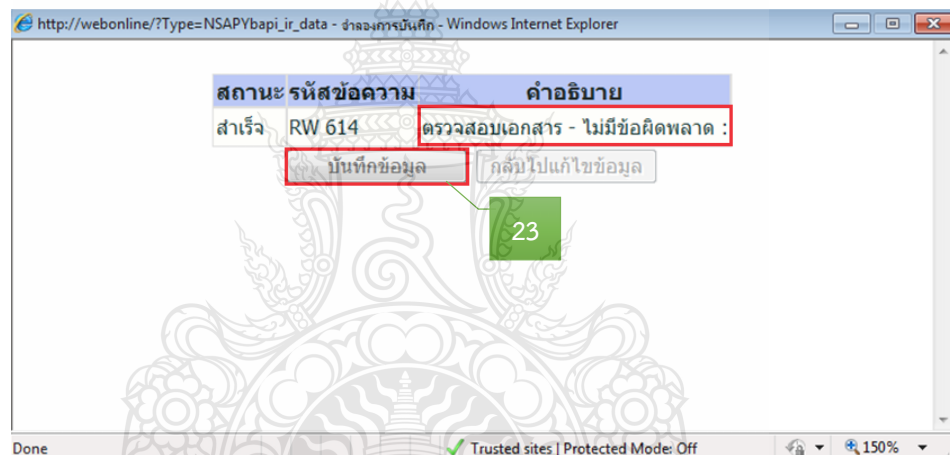 http://webonline/?Type=NSAPYbapi_ir_data - จำลองการบันทึก - Windows Internet Explorer
สถานะ รหัสข้อความ คำอธิบาย
สำเร็จ RW 614 ตรวจสอบเอกสาร - ไม่มีข้อผิดพลาด :
บันทึกข้อมูล กลับไปแก้ไขข้อมูล
23
Done Trusted sites | Protected Mode: Off 150%